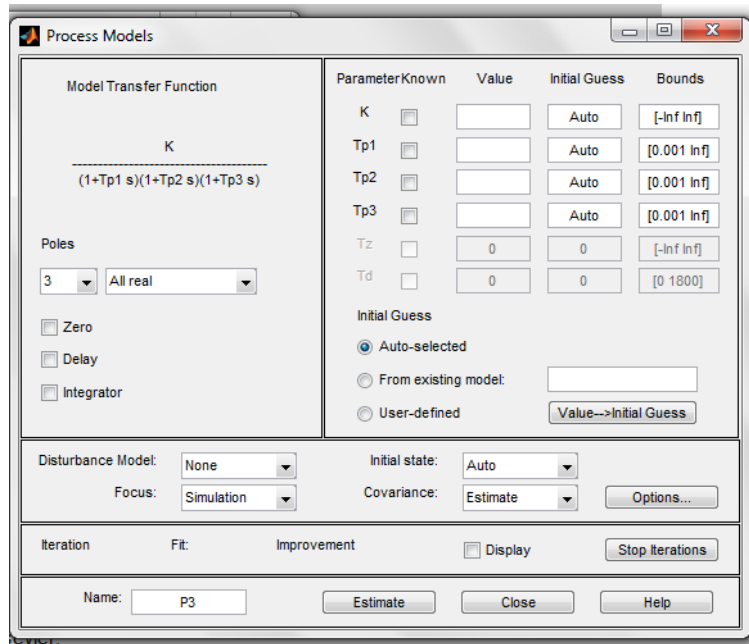 Process Models
Model Transfer Function
K
----------------------------------------
(1+Tp1 s)(1+Tp2 s)(1+Tp3 s)
Poles
3 All real
Zero
Delay
Integrator
Parameter Known Value Initial Guess Bounds
K Auto [-Inf Inf]
Tp1 Auto [0.001 Inf]
Tp2 Auto [0.001 Inf]
Tp3 Auto [0.001 Inf]
Tz 0 0 [-Inf Inf]
Td 0 0 [0 1800]
Initial Guess
Auto-selected
From existing model:
User-defined Value-->Initial Guess
Disturbance Model: None Initial state: Auto
Focus: Simulation Covariance: Estimate Options...
Iteration Fit: Improvement Display Stop Iterations
Name: P3 Estimate Close Help